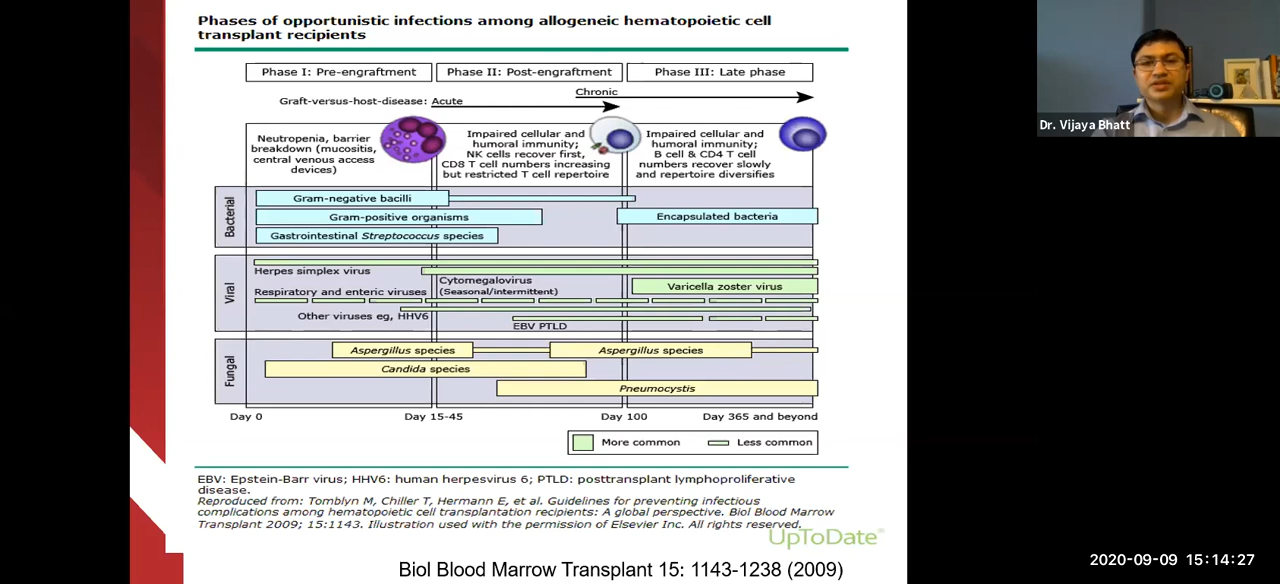 Phases of opportunistic infections among allogeneic hematopoietic cell
transplant recipients
Phase I: Pre-engraftment
Phase II: Post-engraftment
Phase III: Late phase
Chronic
Graft-versus-host-disease: Acute
Neutropenia, barrier
breakdown (mucositis,
central venous access
devices)
Impaired cellular and
humoral immunity;
NK cells recover first,
CD8 T cell numbers increasing
but restricted T cell repertoire
Impaired cellular and
humoral immunity;
B cell & CD4 T cell
numbers recover slowly
and repertoire diversifies
Bacterial
Gram-negative bacilli
Gram-positive organisms
Encapsulated bacteria
Gastrointestinal Streptococcus species
Viral
Herpes simplex virus
Cytomegalovirus
Varicella zoster virus
Respiratory and enteric viruses (Seasonal/intermittent)
Other viruses eg, HHV6
EBV PTLD
Fungal
Aspergillus species
Aspergillus species
Candida species
Pneumocystis
Day 0
Day 15-45
Day 100
Day 365 and beyond
More common
Less common
EBV: Epstein-Barr virus; HHV6: human herpesvirus 6; PTLD: posttransplant lymphoproliferative
disease.
Reproduced from: Tomblyn M, Chiller T, Hermann E, et al. Guidelines for preventing infectious
complications among hematopoietic cell transplantation recipients: A global perspective. Biol Blood Marrow
Transplant 2009; 15:1143. Illustration used with the permission of Elsevier Inc. All rights reserved.
UpToDate®
Biol Blood Marrow Transplant 15: 1143-1238 (2009)
Dr. Vijaya Bhatt
2020-09-09 15:14:27